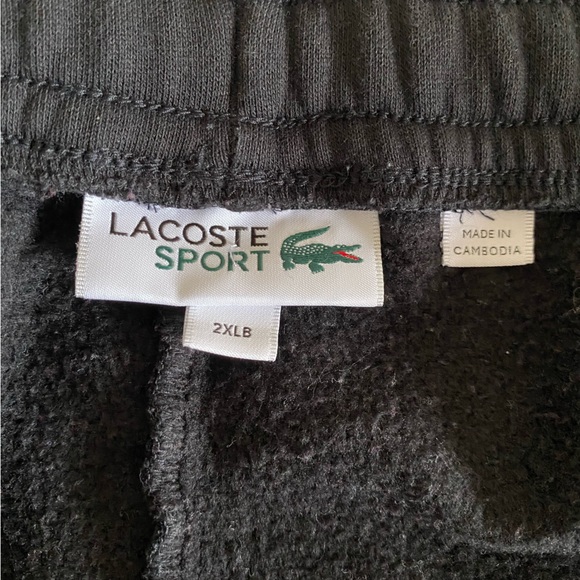 LACOSTE
SPORT
2XLB
MADE IN
CAMBODIA